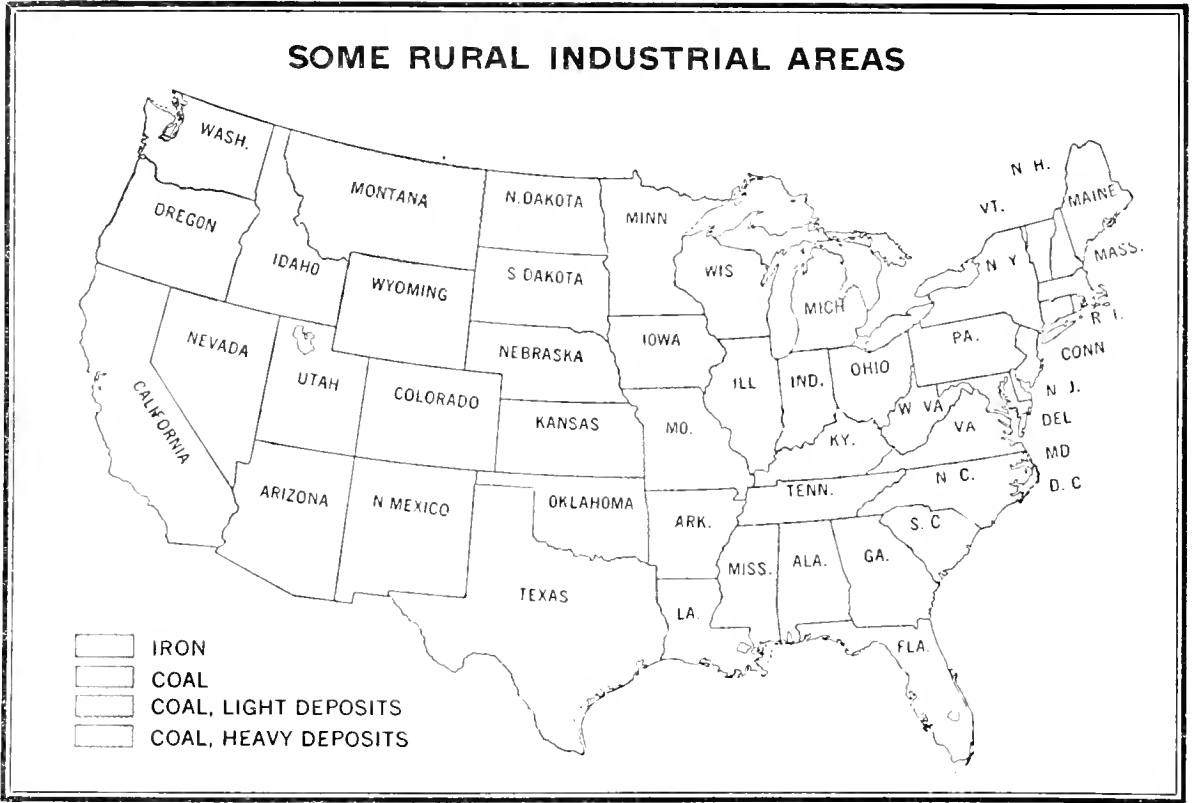 SOME RURAL INDUSTRIAL AREAS
WASH.
MONTANA
N. DAKOTA
MINN
N H.
VT.
MAINE
OREGON
IDAHO
WYOMING
S DAKOTA
WIS
MICH
N Y
MASS.
R I.
CONN
NEVADA
UTAH
COLORADO
NEBRASKA
IOWA
ILL
IND.
OHIO
PA.
N J.
DEL
MD
D. C
CALIFORNIA
KANSAS
MO.
KY.
W VA
VA
ARIZONA
N MEXICO
OKLAHOMA
ARK.
TENN.
N C.
S. C
TEXAS
LA.
MISS.
ALA.
GA.
FLA.
IRON
COAL
COAL, LIGHT DEPOSITS
COAL, HEAVY DEPOSITS